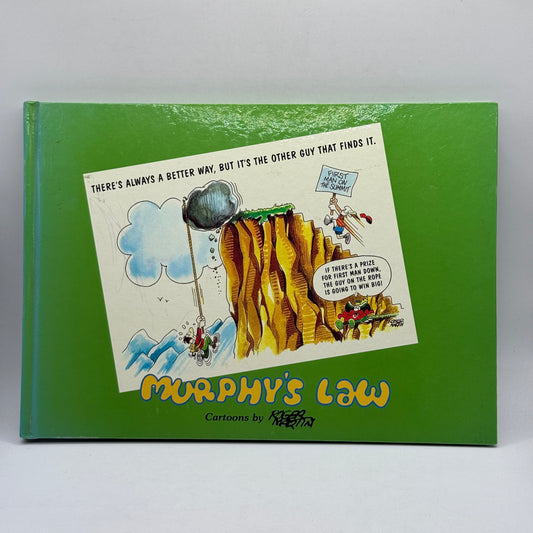 THERE'S ALWAYS A BETTER WAY, BUT IT'S THE OTHER GUY THAT FINDS IT.
FIRST
MAN ON
THE SUMMIT
IF THERE'S A PRIZE
FOR FIRST MAN DOWN,
THE GUY ON THE ROPE
IS GOING TO WIN BIG!
MURPHY'S LAW
Cartoons by ROGER
MARTIN